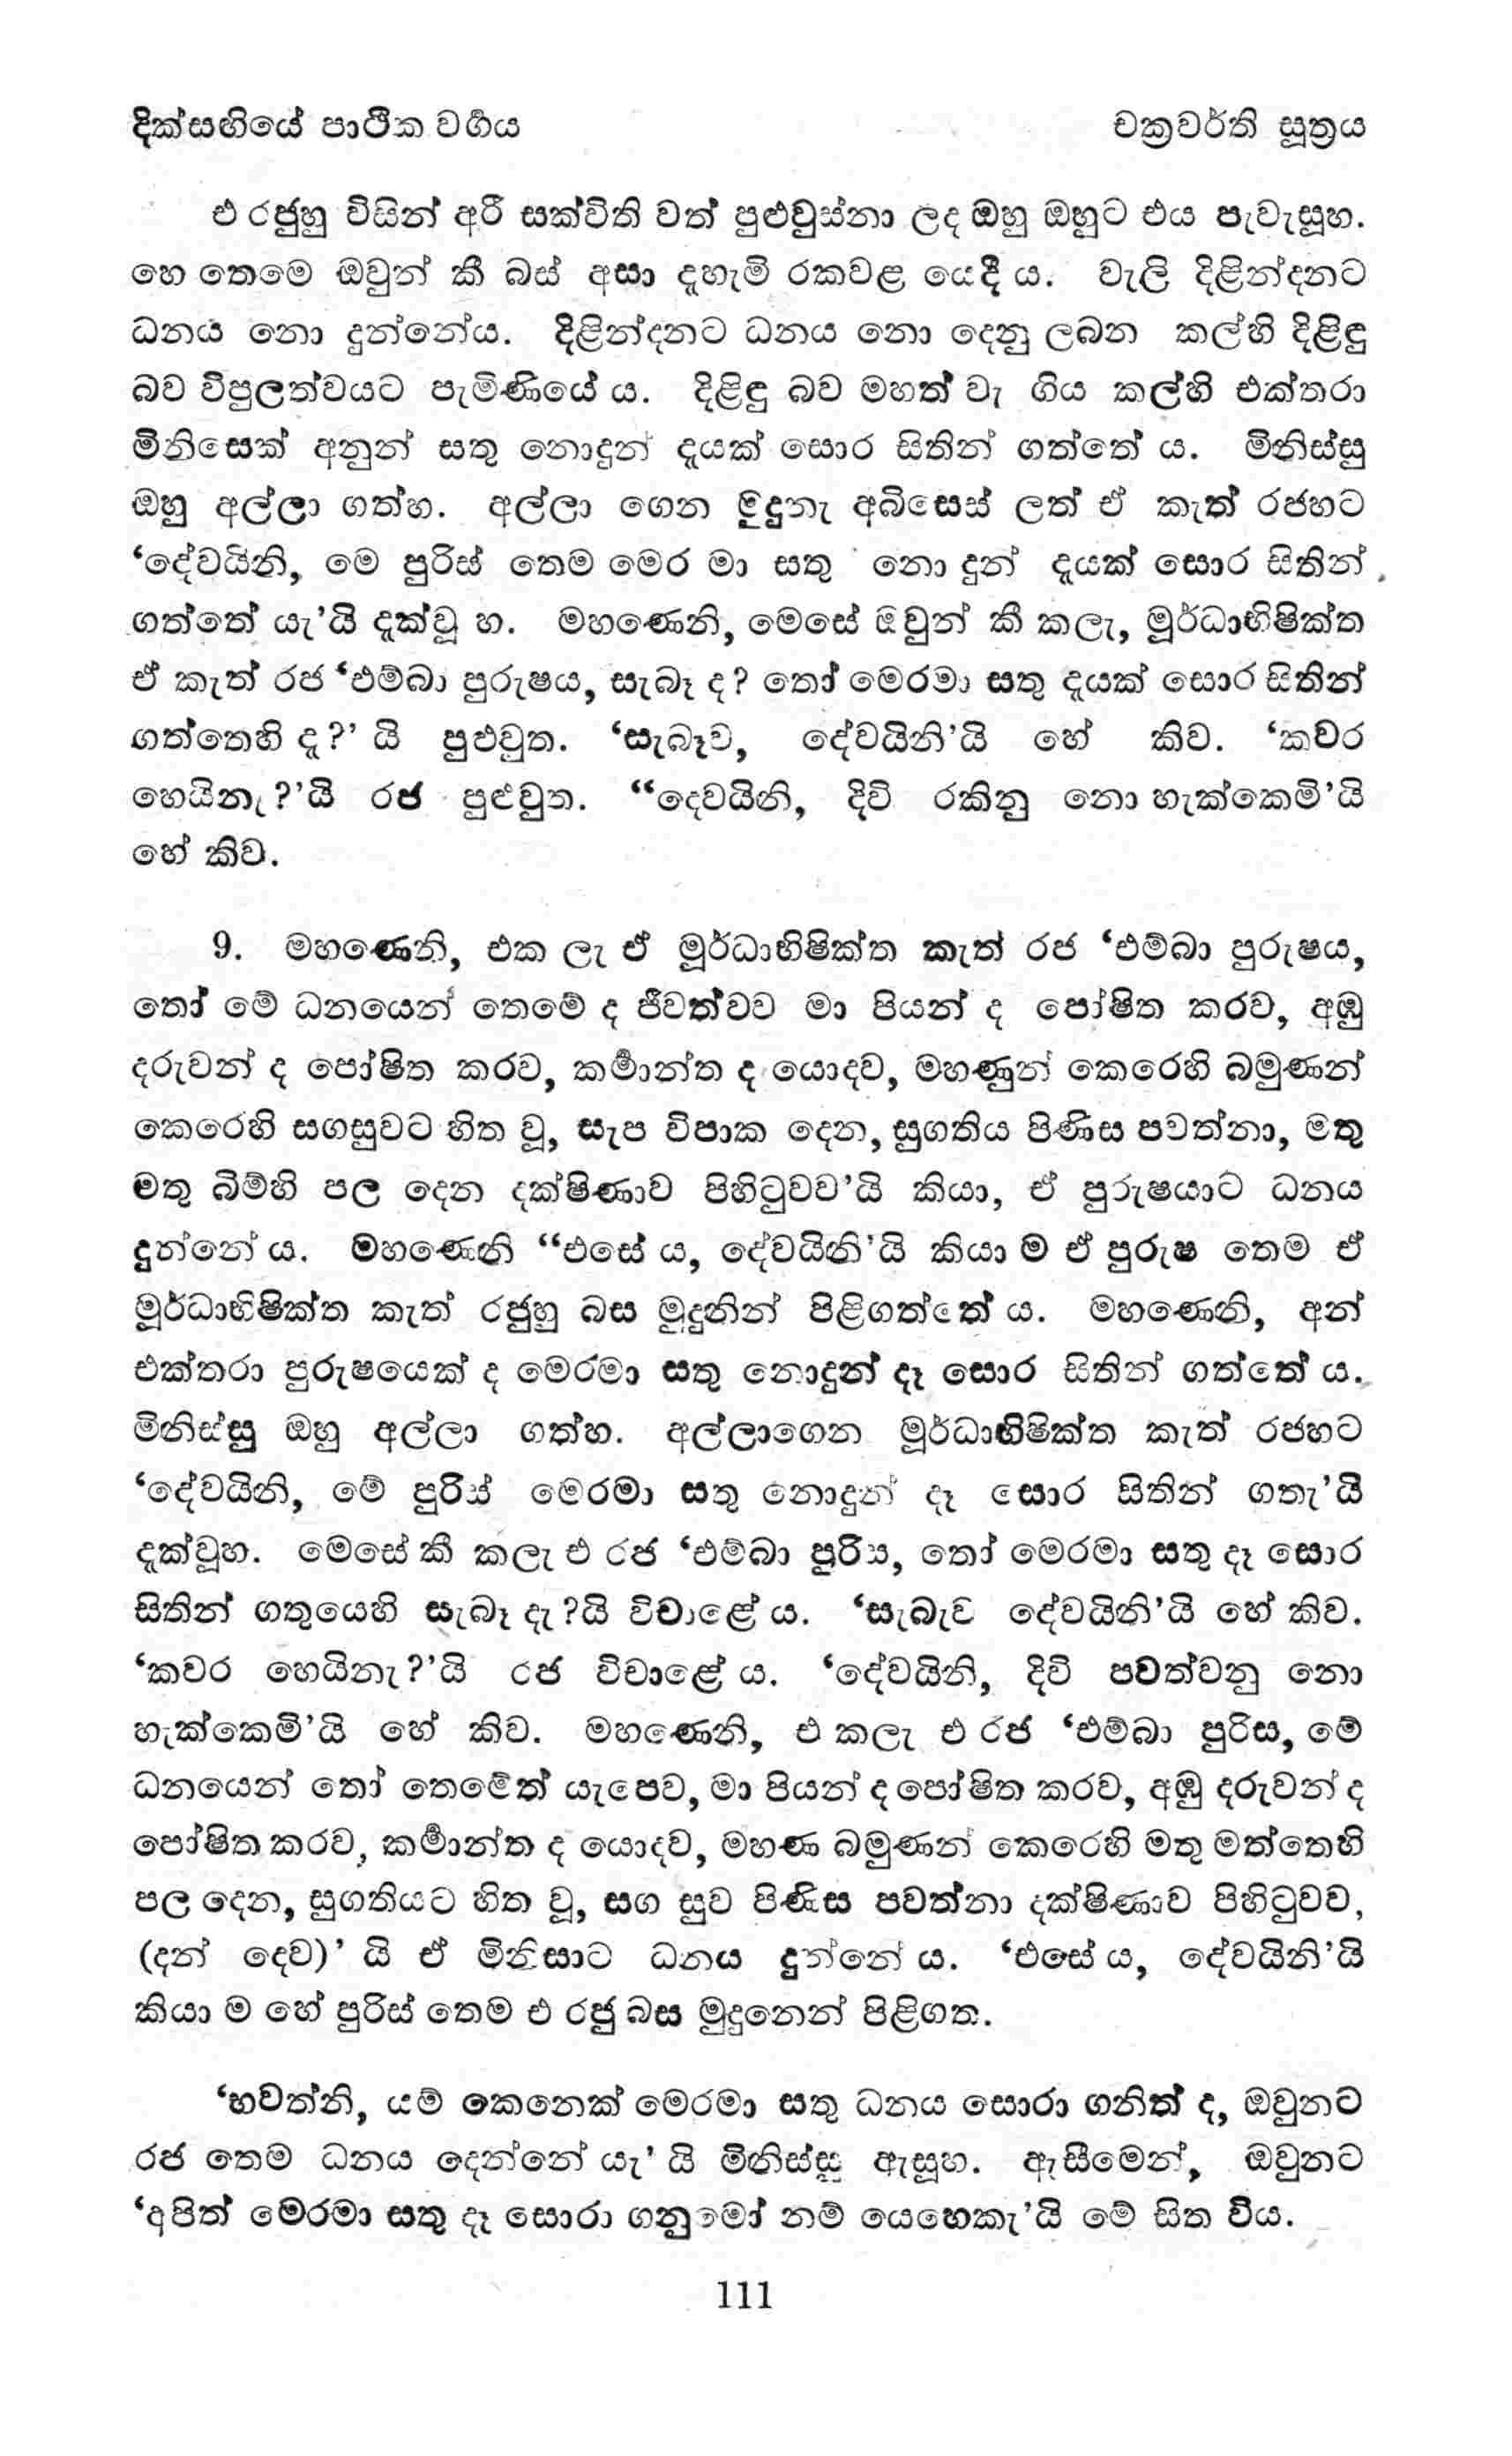 දික්සඟියේ පාථික වර්‍ගය
චක්‍රවර්ති සූත්‍රය
එ රජුහු විසින් අරී සක්විති වත් පුළුවුස්නා ලද ඔහු ඔහුට එය පැවැසූහ.
හෙ තෙමෙ ඔවුන් කී බස් අසා දැහැමි රකවළ යෙදී ය. වැලි දිළින්දනට
ධනය නො දුන්නේය. දිළින්දනට ධනය නො දෙනු ලබන කල්හි දිළිඳු
බව විපුලත්වයට පැමිණියේ ය. දිළිඳු බව මහත් වැ ගිය කල්හි එක්තරා
මිනිසෙක් අනුන් සතු නොදුන් දැයක් සොර සිතින් ගත්තේ ය. මිනිස්සු
ඔහු අල්ලා ගත්හ. අල්ලා ගෙන මුදුනැ අබිසෙස් ලත් ඒ කැත් රජහට
‘දේවයිනි, මෙ පුරිස් තෙම මෙර මා සතු නො දුන් දැයක් සොර සිතින්
ගත්තේ යැ’යි දැක්වූ හ. මහණෙනි, මෙසේ ඔවුන් කී කලැ, මූර්ධාභිෂික්ත
ඒ කැත් රජ ‘එම්බා පුරුෂය, සැබෑ ද? තෝ මෙරමා සතු දැයක් සොර සිතින්
ගත්තෙහි දැ?’ යි පුළුවුත. ‘සැබෑව, දේවයිනි’යි හේ කිව. ‘කවර
හෙයිනැ?’යි රජ පුළුවුත. “දෙවයිනි, දිවි රකිනු නො හැක්කෙමි’යි
හේ කිව.
9. මහණෙනි, එක ලැ ඒ මූර්ධාභිෂික්ත කැත් රජ ‘එම්බා පුරුෂය,
තෝ මේ ධනයෙන් තෙමේ ද ජීවත්වව මා පියන් ද පෝෂිත කරව, අඹු
දරුවන් ද පෝෂිත කරව, කර්‍මාන්ත ද යොදව, මහණුන් කෙරෙහි බමුණන්
කෙරෙහි සගසුවට හිත වූ, සැප විපාක දෙන, සුගතිය පිණිස පවත්නා, මතු
මතු බිම්හි පල දෙන දක්ෂිණාව පිහිටුවව’යි කියා, ඒ පුරුෂයාට ධනය
දුන්නේ ය. මහණෙනි “එසේ ය, දේවයිනි’යි කියා ම ඒ පුරුෂ තෙම ඒ
මූර්ධාභිෂික්ත කැත් රජුහු බස මුදුනින් පිළිගත්තේ ය. මහණෙනි, අන්
එක්තරා පුරුෂයෙක් ද මෙරමා සතු නොදුන් දෑ සොර සිතින් ගත්තේ ය.
මිනිස්සු ඔහු අල්ලා ගත්හ. අල්ලාගෙන මූර්ධාභිෂික්ත කැත් රජහට
‘දේවයිනි, මේ පුරිස් මෙරමා සතු නොදුන් දෑ සොර සිතින් ගතැ’යි
දැක්වූහ. මෙසේ කී කලැ එ රජ ‘එම්බා පුරිස, තෝ මෙරමා සතු දෑ සොර
සිතින් ගතුයෙහි සැබෑ දැ?යි විචාළේ ය. ‘සැබැව දේවයිනි’යි හේ කිව.
‘කවර හෙයිනැ?’යි රජ විචාළේ ය. ‘දේවයිනි, දිවි පවත්වනු නො
හැක්කෙමි’යි හේ කිව. මහණෙනි, එ කලැ එ රජ ‘එම්බා පුරිස, මේ
ධනයෙන් තෝ තෙමේත් යැපෙව, මා පියන් ද පෝෂිත කරව, අඹු දරුවන් ද
පෝෂිත කරව, කර්‍මාන්ත ද යොදව, මහණ බමුණන් කෙරෙහි මතු මත්තෙහි
පල දෙන, සුගතියට හිත වූ, සග සුව පිණිස පවත්නා දක්ෂිණාව පිහිටුවව,
(දන් දෙව)’ යි ඒ මිනිසාට ධනය දුන්නේ ය. ‘එසේ ය, දේවයිනි’යි
කියා ම හේ පුරිස් තෙම එ රජු බස මුදුනෙන් පිළිගත.
‘භවත්නි, යම් කෙනෙක් මෙරමා සතු ධනය සොරා ගනිත් ද, ඔවුනට
රජ තෙම ධනය දෙන්නේ යැ’ යි මිනිස්සු ඇසූහ. ඇසීමෙන්, ඔවුනට
‘අපිත් මෙරමා සතු දෑ සොරා ගනුමෝ නම් යෙහෙකැ’යි මේ සිත විය.
111